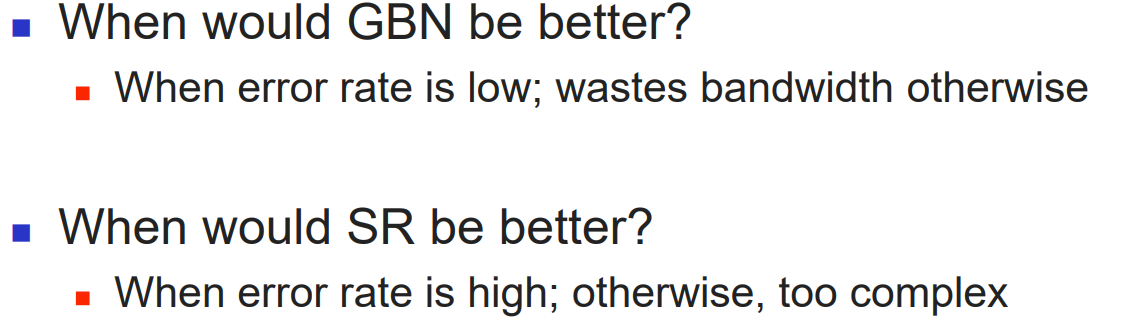 When would GBN be better?
When error rate is low; wastes bandwidth otherwise
When would SR be better?
When error rate is high; otherwise, too complex